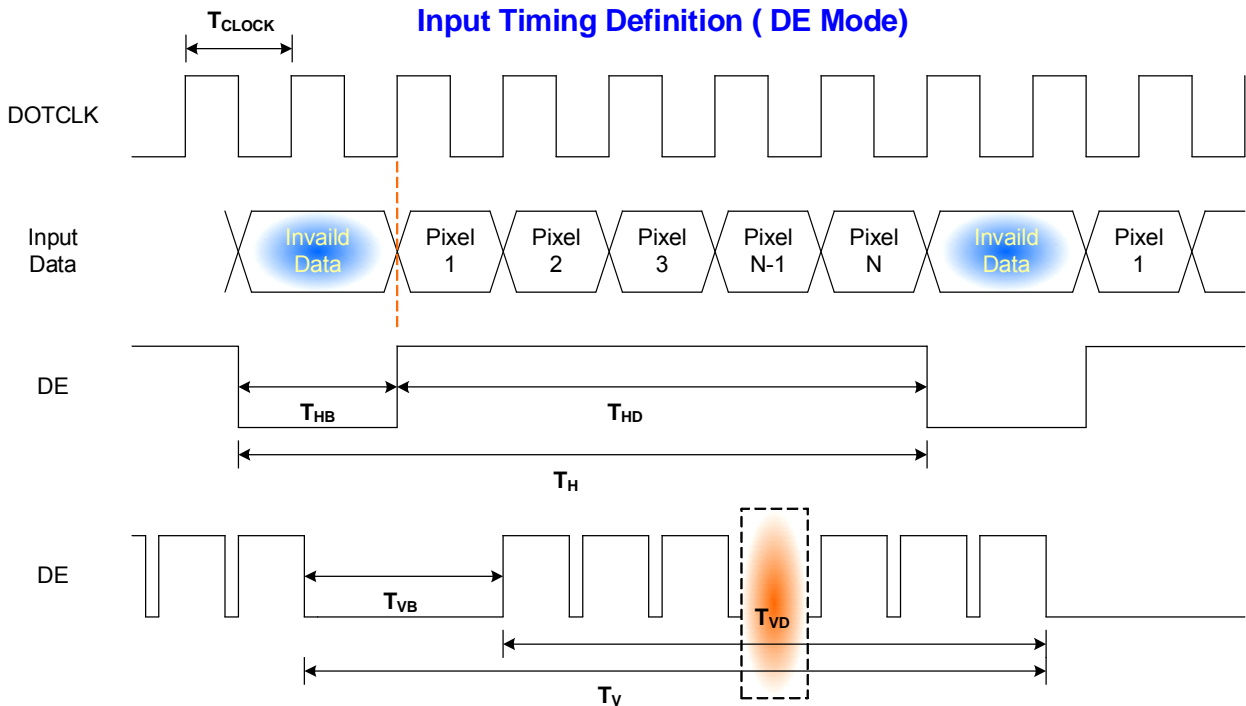 Input Timing Definition ( DE Mode)
TCLOCK
DOTCLK
Input
Data
Invaild
Data
Pixel
1
Pixel
2
Pixel
3
Pixel
N-1
Pixel
N
Invaild
Data
Pixel
1
DE
THB
THD
TH
DE
TVB
TVD
TV